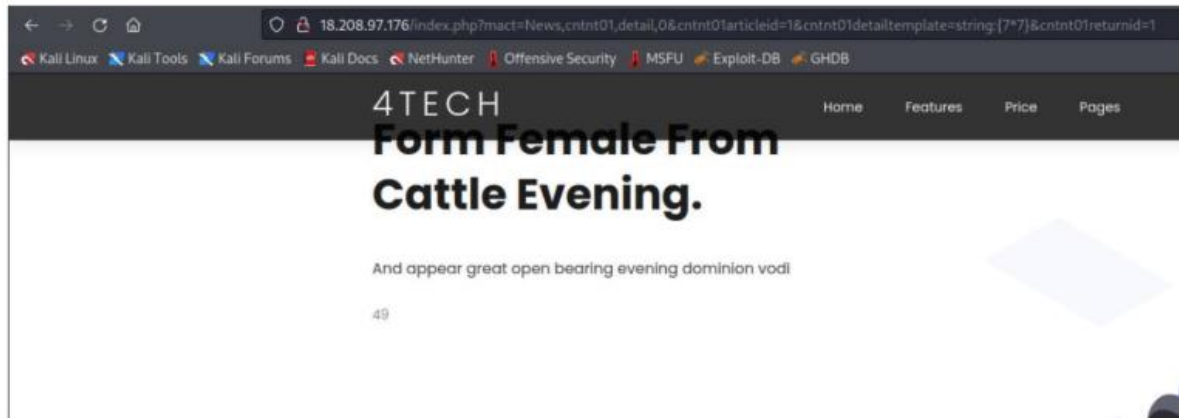 18.208.97.176/index.php?mact=News,cntnt01,detail,0&cntnt01articleid=1&cntnt01detailtemplate=string:{7*7}&cntnt01returnid=1
Kali Linux Kali Tools Kali Forums Kali Docs NetHunter Offensive Security MSFU Exploit-DB GHDB
4TECH Home Features Price Pages
Form Female From
Cattle Evening.
And appear great open bearing evening dominion vodi
49